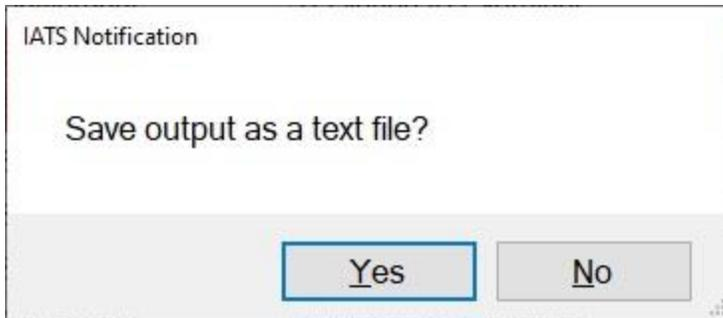 IATS Notification
Save output as a text file?
Yes
No